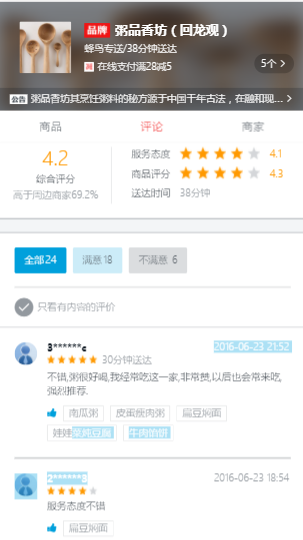 品牌 粥品香坊（回龙观）
蜂鸟专送/38分钟送达
减 在线支付满28减5
5个 >
公告 粥品香坊其烹饪粥料的秘方源于中国千年古法，在融和现...
商品 评论 商家
4.2
综合评分
高于周边商家69.2%
服务态度 4.1
商品评分 4.3
送达时间 38分钟
全部 24 满意 18 不满意 6
只看有内容的评价
3******c 2016-06-23 21:52
30分钟送达
不错,粥很好喝,我经常吃这一家,非常赞,以后也会常来吃,
强烈推荐.
南瓜粥 皮蛋瘦肉粥 扁豆焖面
娃娃菜炖豆腐 牛肉馅饼
2******3 2016-06-23 18:54
服务态度不错
扁豆焖面